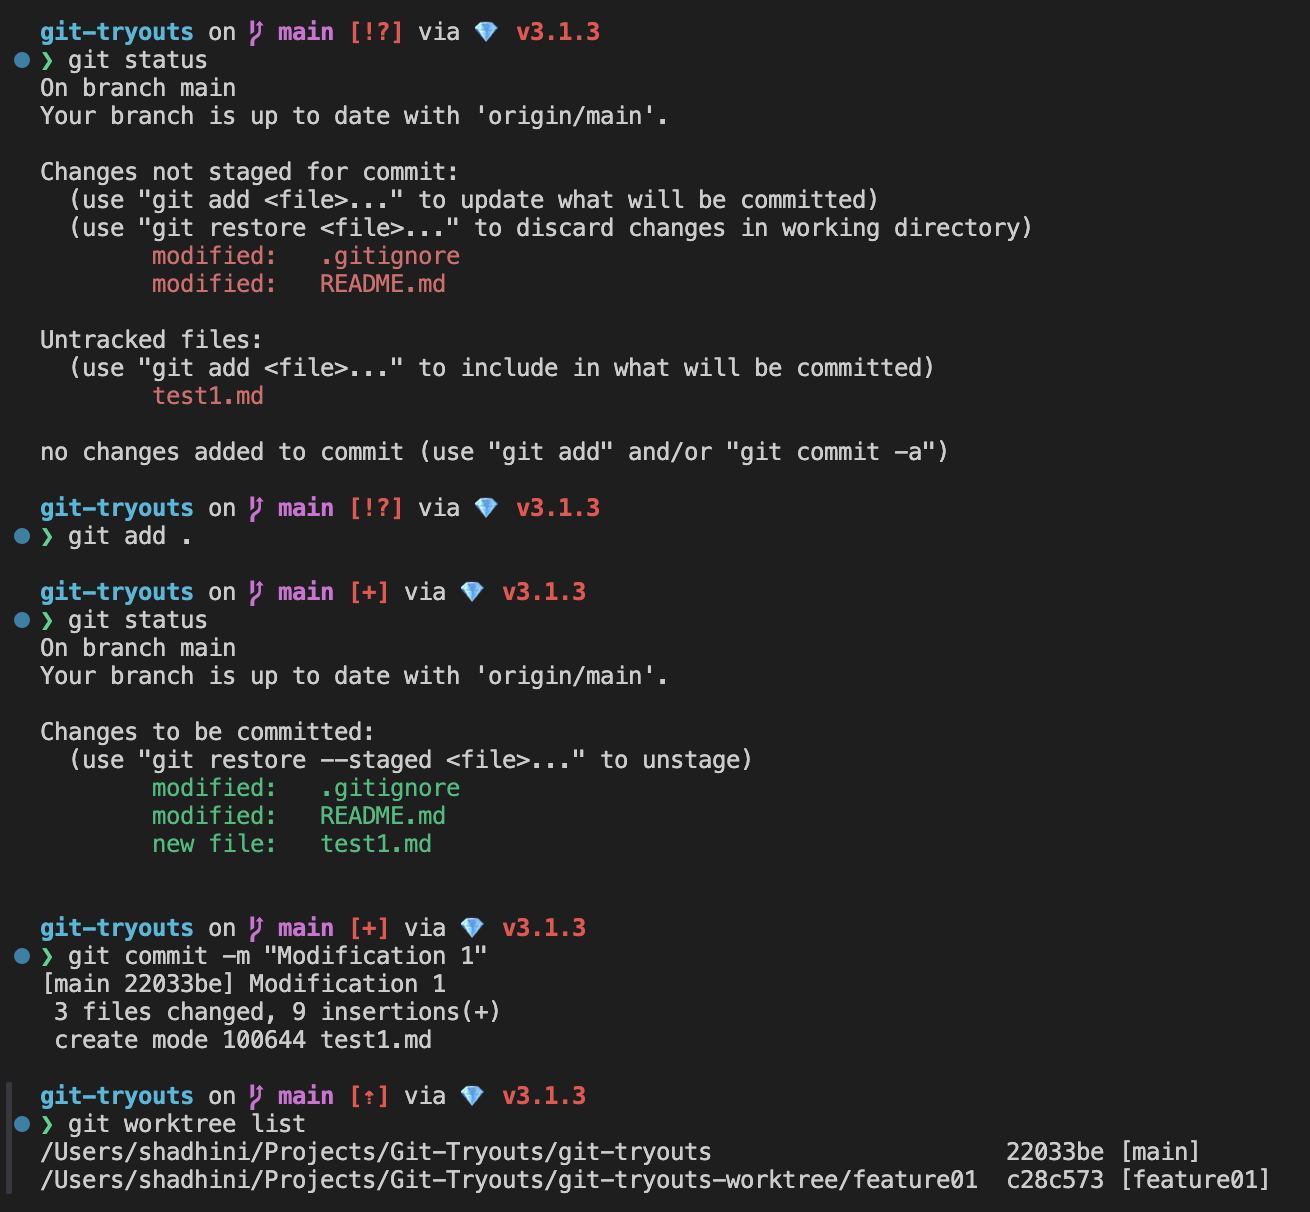 git-tryouts on main [!?] via 💎 v3.1.3
❯ git status
On branch main
Your branch is up to date with 'origin/main'.
Changes not staged for commit:
(use "git add <file>..." to update what will be committed)
(use "git restore <file>..." to discard changes in working directory)
modified: .gitignore
modified: README.md
Untracked files:
(use "git add <file>..." to include in what will be committed)
test1.md
no changes added to commit (use "git add" and/or "git commit -a")
git-tryouts on main [!?] via 💎 v3.1.3
❯ git add .
git-tryouts on main [+] via 💎 v3.1.3
❯ git status
On branch main
Your branch is up to date with 'origin/main'.
Changes to be committed:
(use "git restore --staged <file>..." to unstage)
modified: .gitignore
modified: README.md
new file: test1.md
git-tryouts on main [+] via 💎 v3.1.3
❯ git commit -m "Modification 1"
[main 22033be] Modification 1
3 files changed, 9 insertions(+)
create mode 100644 test1.md
git-tryouts on main [⇡] via 💎 v3.1.3
❯ git worktree list
/Users/shadhini/Projects/Git-Tryouts/git-tryouts 22033be [main]
/Users/shadhini/Projects/Git-Tryouts/git-tryouts-worktree/feature01 c28c573 [feature01]